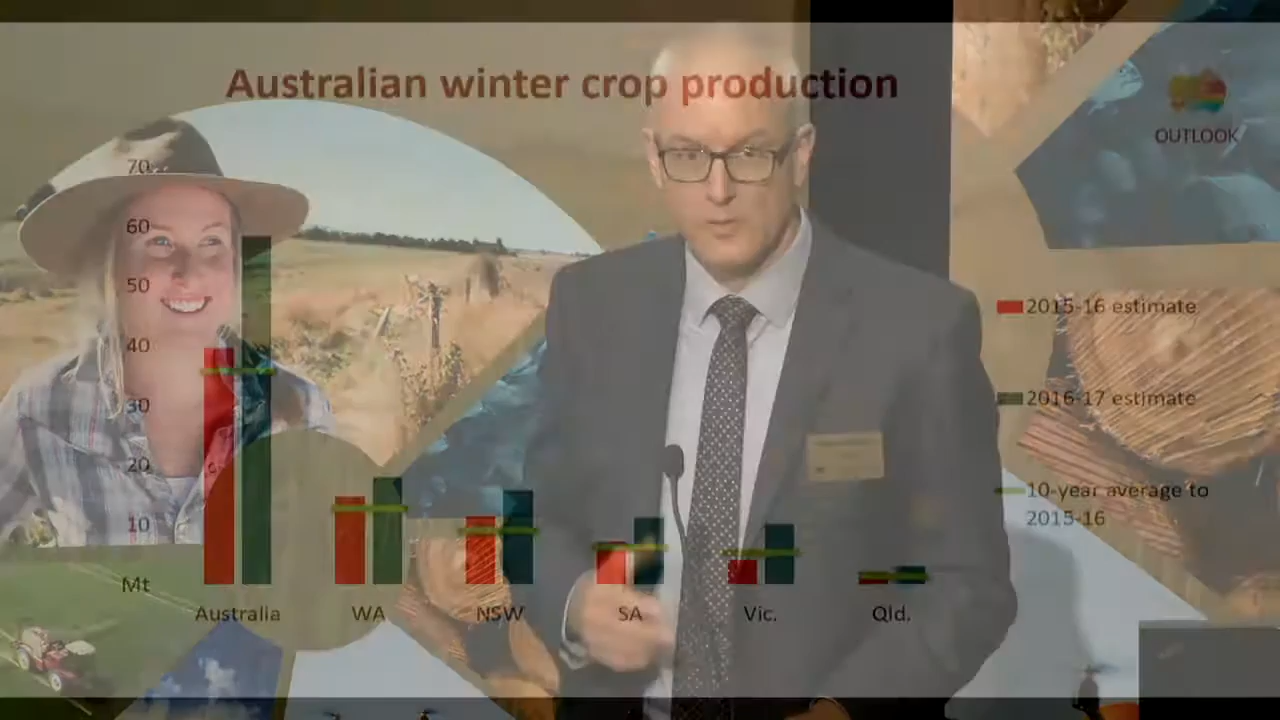 Australian winter crop production
OUTLOOK
70
60
50
40
30
20
10
Mt
Australia
WA
NSW
SA
Vic.
Qld.
2015-16 estimate
2016-17 estimate
10-year average to
2015-16